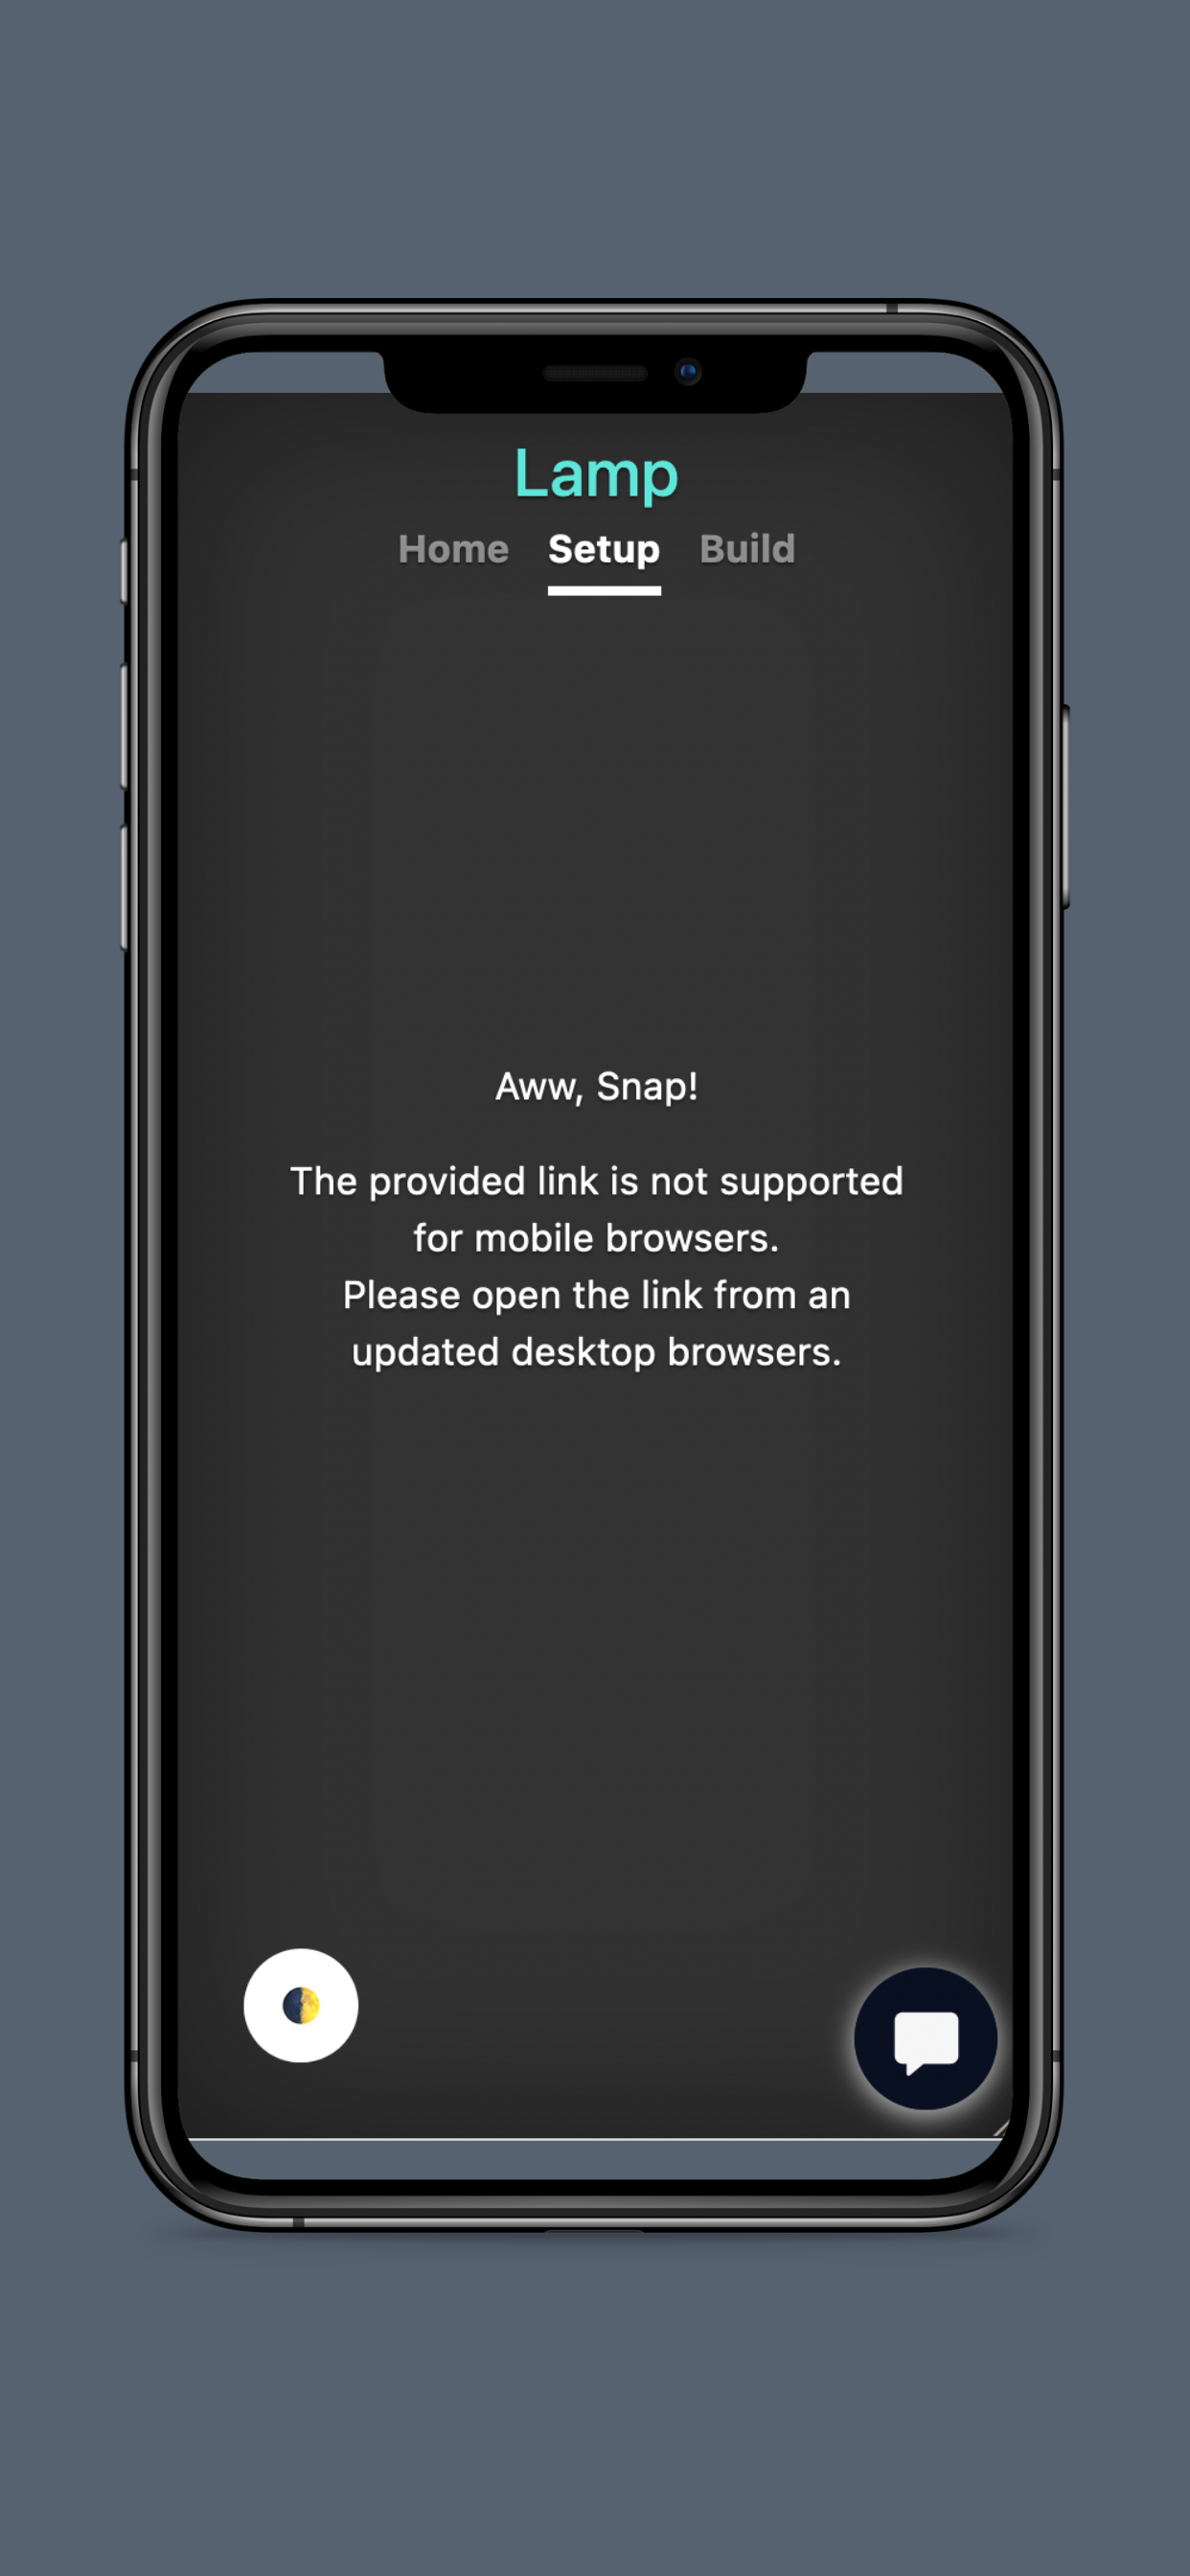 Lamp
Home Setup Build
Aww, Snap!
The provided link is not supported
for mobile browsers.
Please open the link from an
updated desktop browsers.